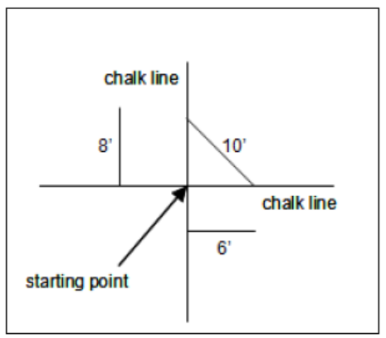 chalk line
8’
10’
chalk line
6’
starting point